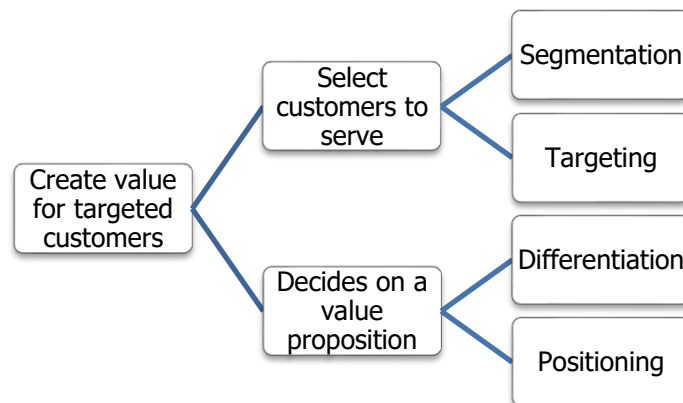 Create value
for targeted
customers
Select
customers to
serve
Segmentation
Targeting
Decides on a
value
proposition
Differentiation
Positioning